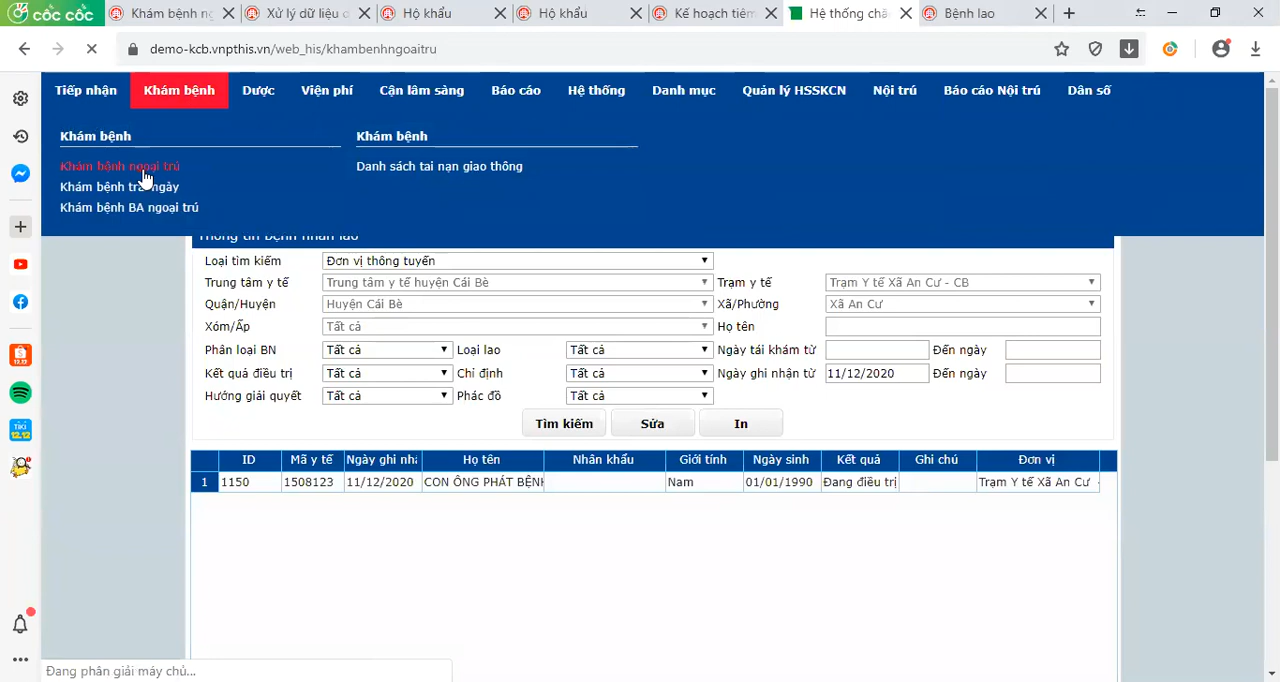 cốc cốc Khám bệnh ng Xử lý dữ liệu d Hộ khẩu Hộ khẩu Kế hoạch tiêm Hệ thống chă Bệnh lao
demo-kcb.vnpthis.vn/web_his/khambenhngoaitru
Tiếp nhận Khám bệnh Dược Viện phí Cận lâm sàng Báo cáo Hệ thống Danh mục Quản lý HSSKCN Nội trú Báo cáo Nội trú Dân số
Khám bệnh Khám bệnh
Khám bệnh ngoại trú Danh sách tai nạn giao thông
Khám bệnh trong ngày
Khám bệnh BA ngoại trú
Thông tin bệnh nhân lao
Loại tìm kiếm Đơn vị thông tuyến
Trung tâm y tế Trung tâm y tế huyện Cái Bè Trạm y tế Trạm Y tế Xã An Cư - CB
Quận/Huyện Huyện Cái Bè Xã/Phường Xã An Cư
Xóm/Ấp Tất cả Họ tên
Phân loại BN Tất cả Loại lao Tất cả Ngày tái khám từ Đến ngày
Kết quả điều trị Tất cả Chỉ định Tất cả Ngày ghi nhận từ 11/12/2020 Đến ngày
Hướng giải quyết Tất cả Phác đồ Tất cả
Tìm kiếm Sửa In
ID Mã y tế Ngày ghi nhậ Họ tên Nhân khẩu Giới tính Ngày sinh Kết quả Ghi chú Đơn vị
1 1150 1508123 11/12/2020 CON ÔNG PHÁT BỆNH Nam 01/01/1990 Đang điều trị Trạm Y tế Xã An Cư -
Đang phân giải máy chủ...